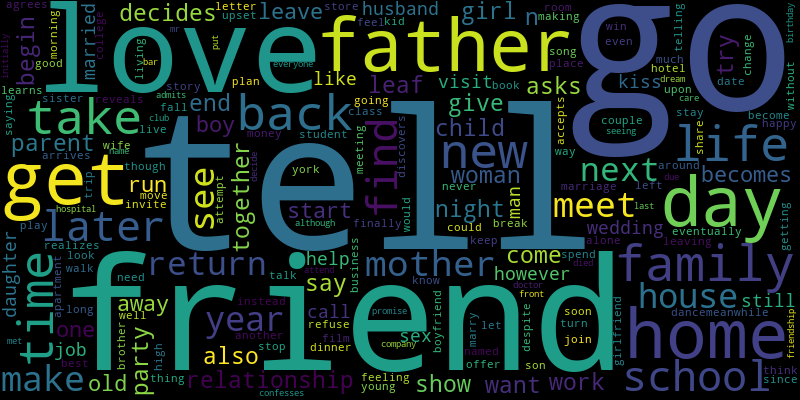 love
father
go
tell
friend
get
day
home
family
life
school
take
back
later
time
make
year
return
mother
new
find
see
meet
next
house
give
child
woman
night
come
say
party
away
also
relationship
one
job
old
show
want
work
sex
help
call
however
start
together
man
boy
end
run
parent
begin
decides
leave
husband
girl
n
like
leaf
visit
asks
kiss
try
becomes
wedding
still
married
daughter
learns
good
morning
living
bar
mr
put
upset
letter
store
feel
kid
making
room
song
place
win
even
telling
birthday
agrees
initially
college
saying
sister
reveals
story
admits
plan
everyone
fall
going
class
book
hotel
dream
much
upon
date
change
without
care
become
stay
happy
couple
seeing
accepts
share
way
around
live
club
money
student
meeting
discovers
never
could
break
marriage
left
due
last
arrives
wife
though
name
trip
move
invite
attempt
decide
york
although
would
finally
keep
spend
alone
leaving
eventually
getting
play
hospital
realizes
look
walk
apartment
need
talk
attend
business
know
doctor
died
front
dancemeanwhile
long
well
brother
instead
another
promise
refuse
boyfriend
marry
let
despite
soon
turn
join
girlfriend
friendship
met
best
high
thing
stop
film
dinner
company
feeling
young
named
offer
son
think
since
confesses